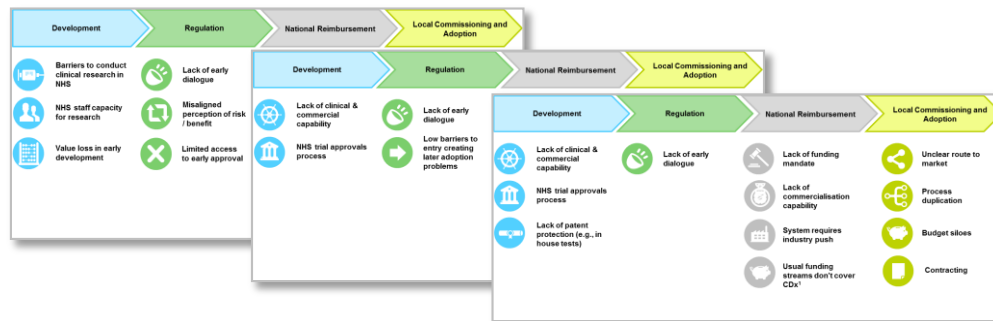 Development
Regulation
National Reimbursement
Local Commissioning and
Adoption
Barriers to conduct
clinical research in
NHS
NHS staff capacity
for research
Value loss in early
development
Lack of early
dialogue
Misaligned
perception of risk
/ benefit
Limited access
to early approval
Development
Regulation
National Reimbursement
Local Commissioning and
Adoption
Lack of clinical &
commercial
capability
NHS trial approvals
process
Lack of early
dialogue
Low barriers to
entry creating
later adoption
problems
Development
Regulation
National Reimbursement
Local Commissioning and
Adoption
Lack of clinical &
commercial
capability
NHS trial approvals
process
Lack of patent
protection (e.g., in
house tests)
Lack of early
dialogue
Lack of funding
mandate
Lack of
commercialisation
capability
System requires
industry push
Usual funding
streams don't cover
CDx¹
Unclear route to
market
Process
duplication
Budget siloes
Contracting